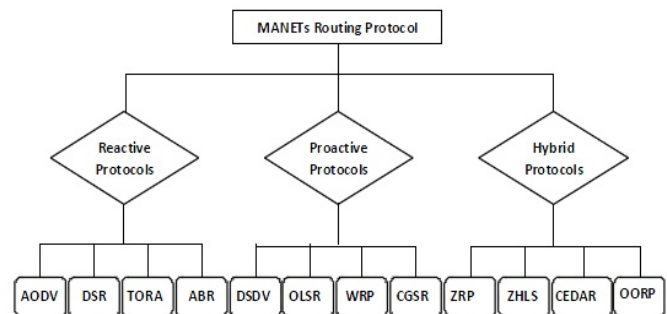 MANETs Routing Protocol
Reactive
Protocols
Proactive
Protocols
Hybrid
Protocols
AODV
DSR
TORA
ABR
DSDV
OLSR
WRP
CGSR
ZRP
ZHLS
CEDAR
OORP